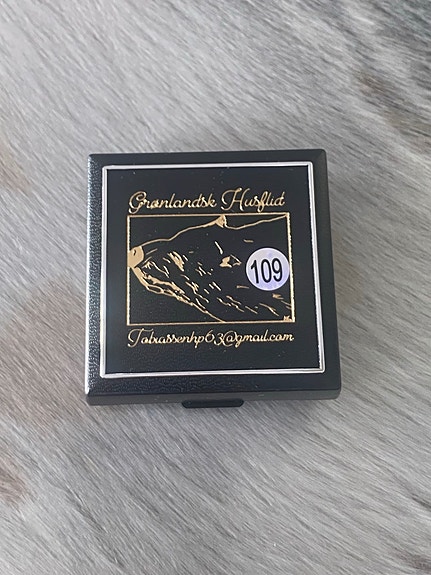 Grønlandsk Husflid
109
Tobiassenhp63@gmail.com